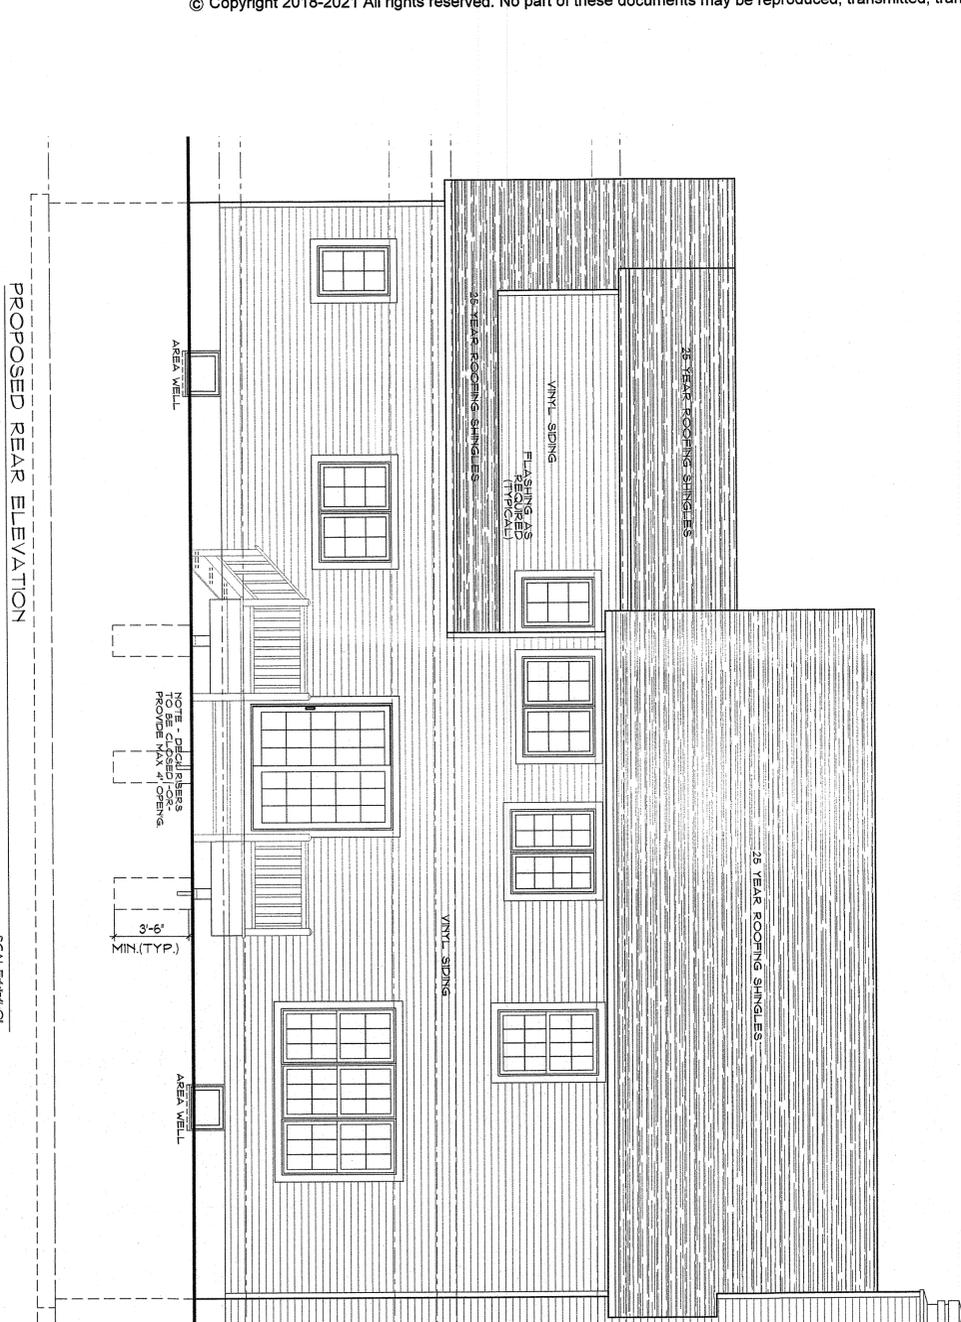 © Copyright 2018-2021 All rights reserved. No part of these documents may be reproduced, transmitted,
25 YEAR ROOFING SHINGLES
25 YEAR ROOFING SHINGLES
VINYL SIDING
FLASHING AS
REQUIRED
(TYPICAL)
25 YEAR ROOFING SHINGLES
VINYL SIDING
AREA WELL
NOTE - DECK RISERS
TO BE CLOSED -OR-
PROVIDE MAX 4" OPEN'G.
3'-6"
MIN.(TYP.)
AREA WELL
PROPOSED REAR ELEVATION